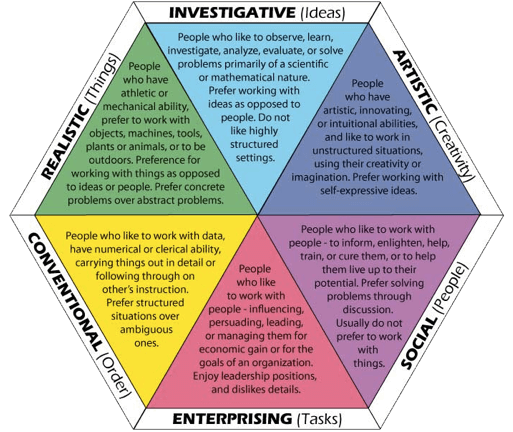 INVESTIGATIVE (Ideas)
People who like to observe, learn,
investigate, analyze, evaluate, or solve
problems primarily of a scientific
or mathematical nature.
Prefer working with
ideas as opposed to
people. Do not
like highly
structured
settings.
REALISTIC (Things)
People
who have
athletic or
mechanical ability,
prefer to work with
objects, machines, tools,
plants or animals, or to be
outdoors. Preference for
working with things as opposed
to ideas or people. Prefer concrete
problems over abstract problems.
ARTISTIC (Creativity)
People
who have
artistic, innovating,
or intuitional abilities,
and like to work in
unstructured situations,
using their creativity or
imagination. Prefer working with
self-expressive ideas.
CONVENTIONAL (Order)
People who like to work with data,
have numerical or clerical ability,
carrying things out in detail or
following through on
other's instruction.
Prefer structured
situations over
ambiguous
ones.
People
who like
to work with
people - influencing,
persuading, leading,
or managing them for
economic gain or for the
goals of an organization.
Enjoy leadership positions,
and dislikes details.
ENTERPRISING (Tasks)
People who like to work with
people - to inform, enlighten, help,
train, or cure them, or to help
them live up to their
potential. Prefer solving
problems through
discussion.
Usually do not
prefer to work
with
things.
SOCIAL (People)